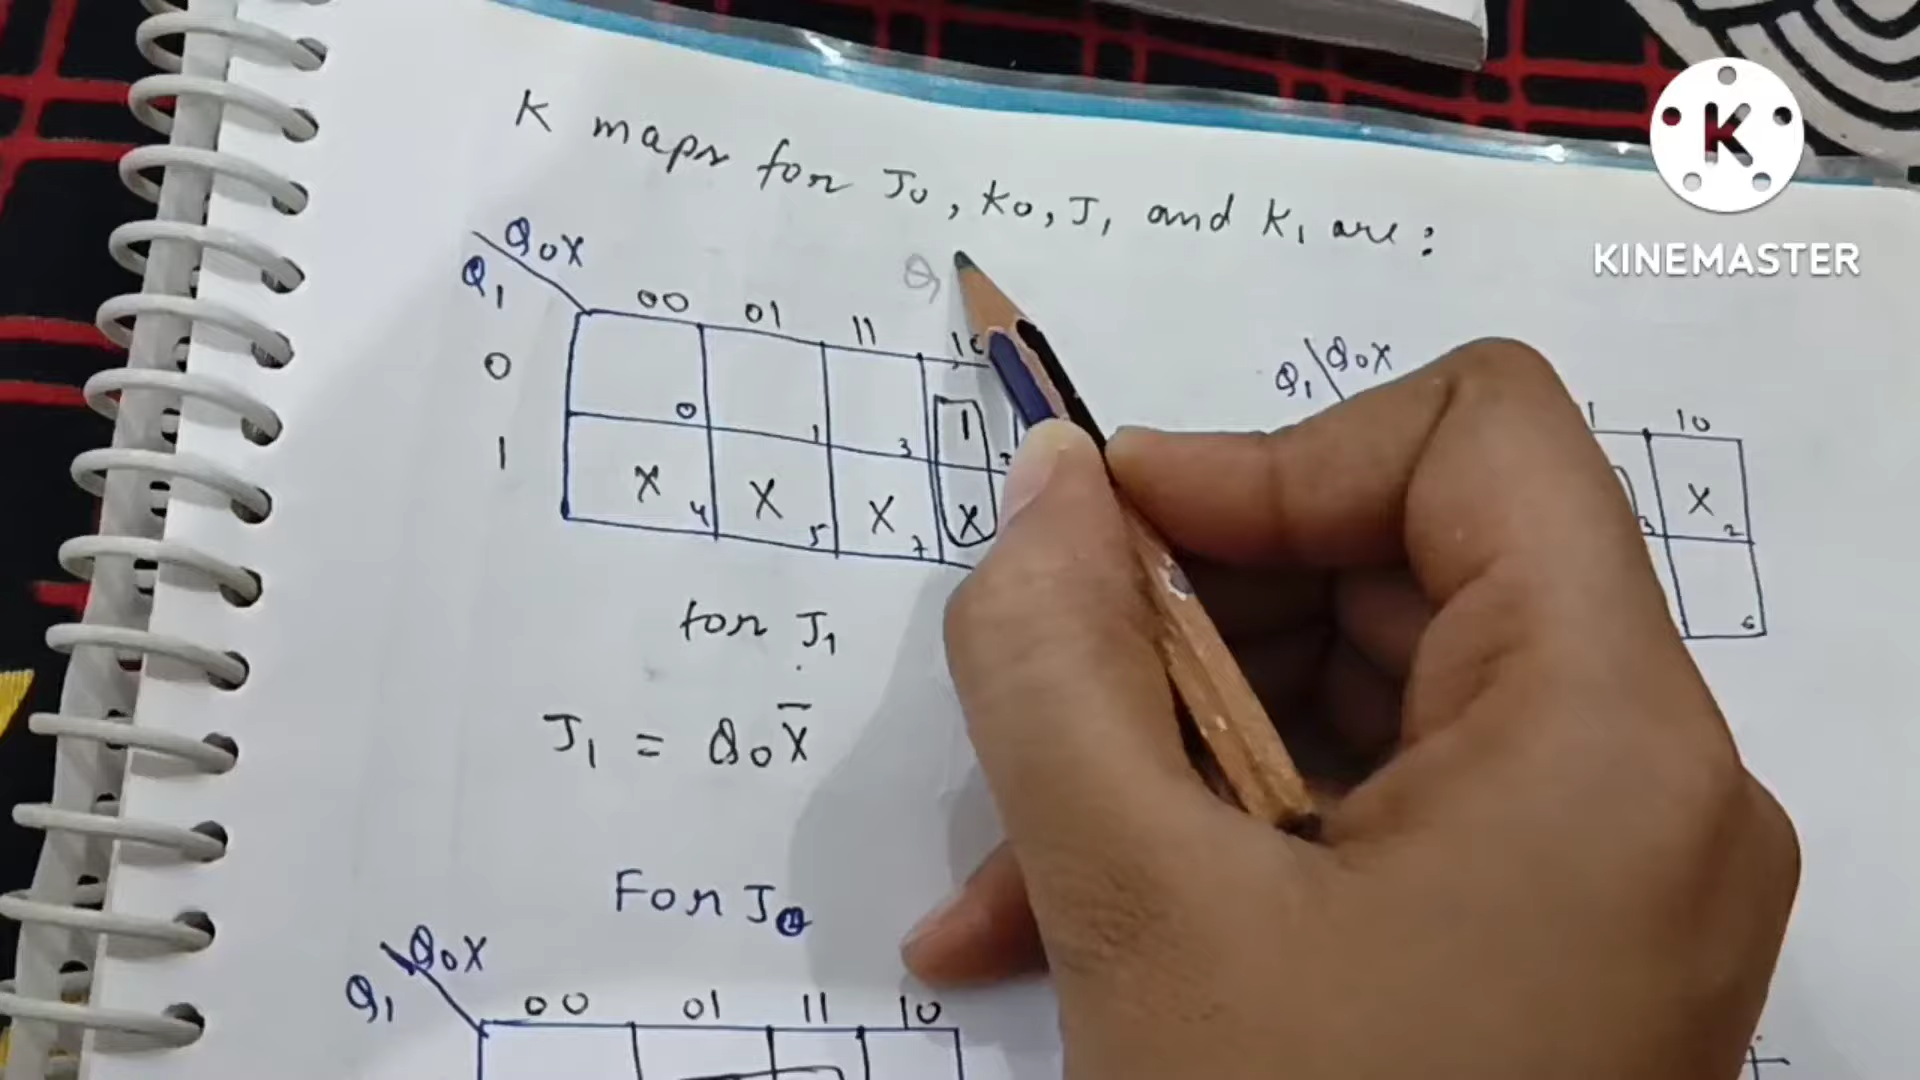 K maps for J0, K0, J1 and K1 are:
Q0X
Q1
00 01 11 10
0
1
0 1 3
1
X 4 X 5 X 7 X
for J1
J1 = Q0X̅
Q1
Q1 Q0X
10
X
3 2
6
For J0
Q0X
Q1
00 01 11 10
K
KINEMASTER